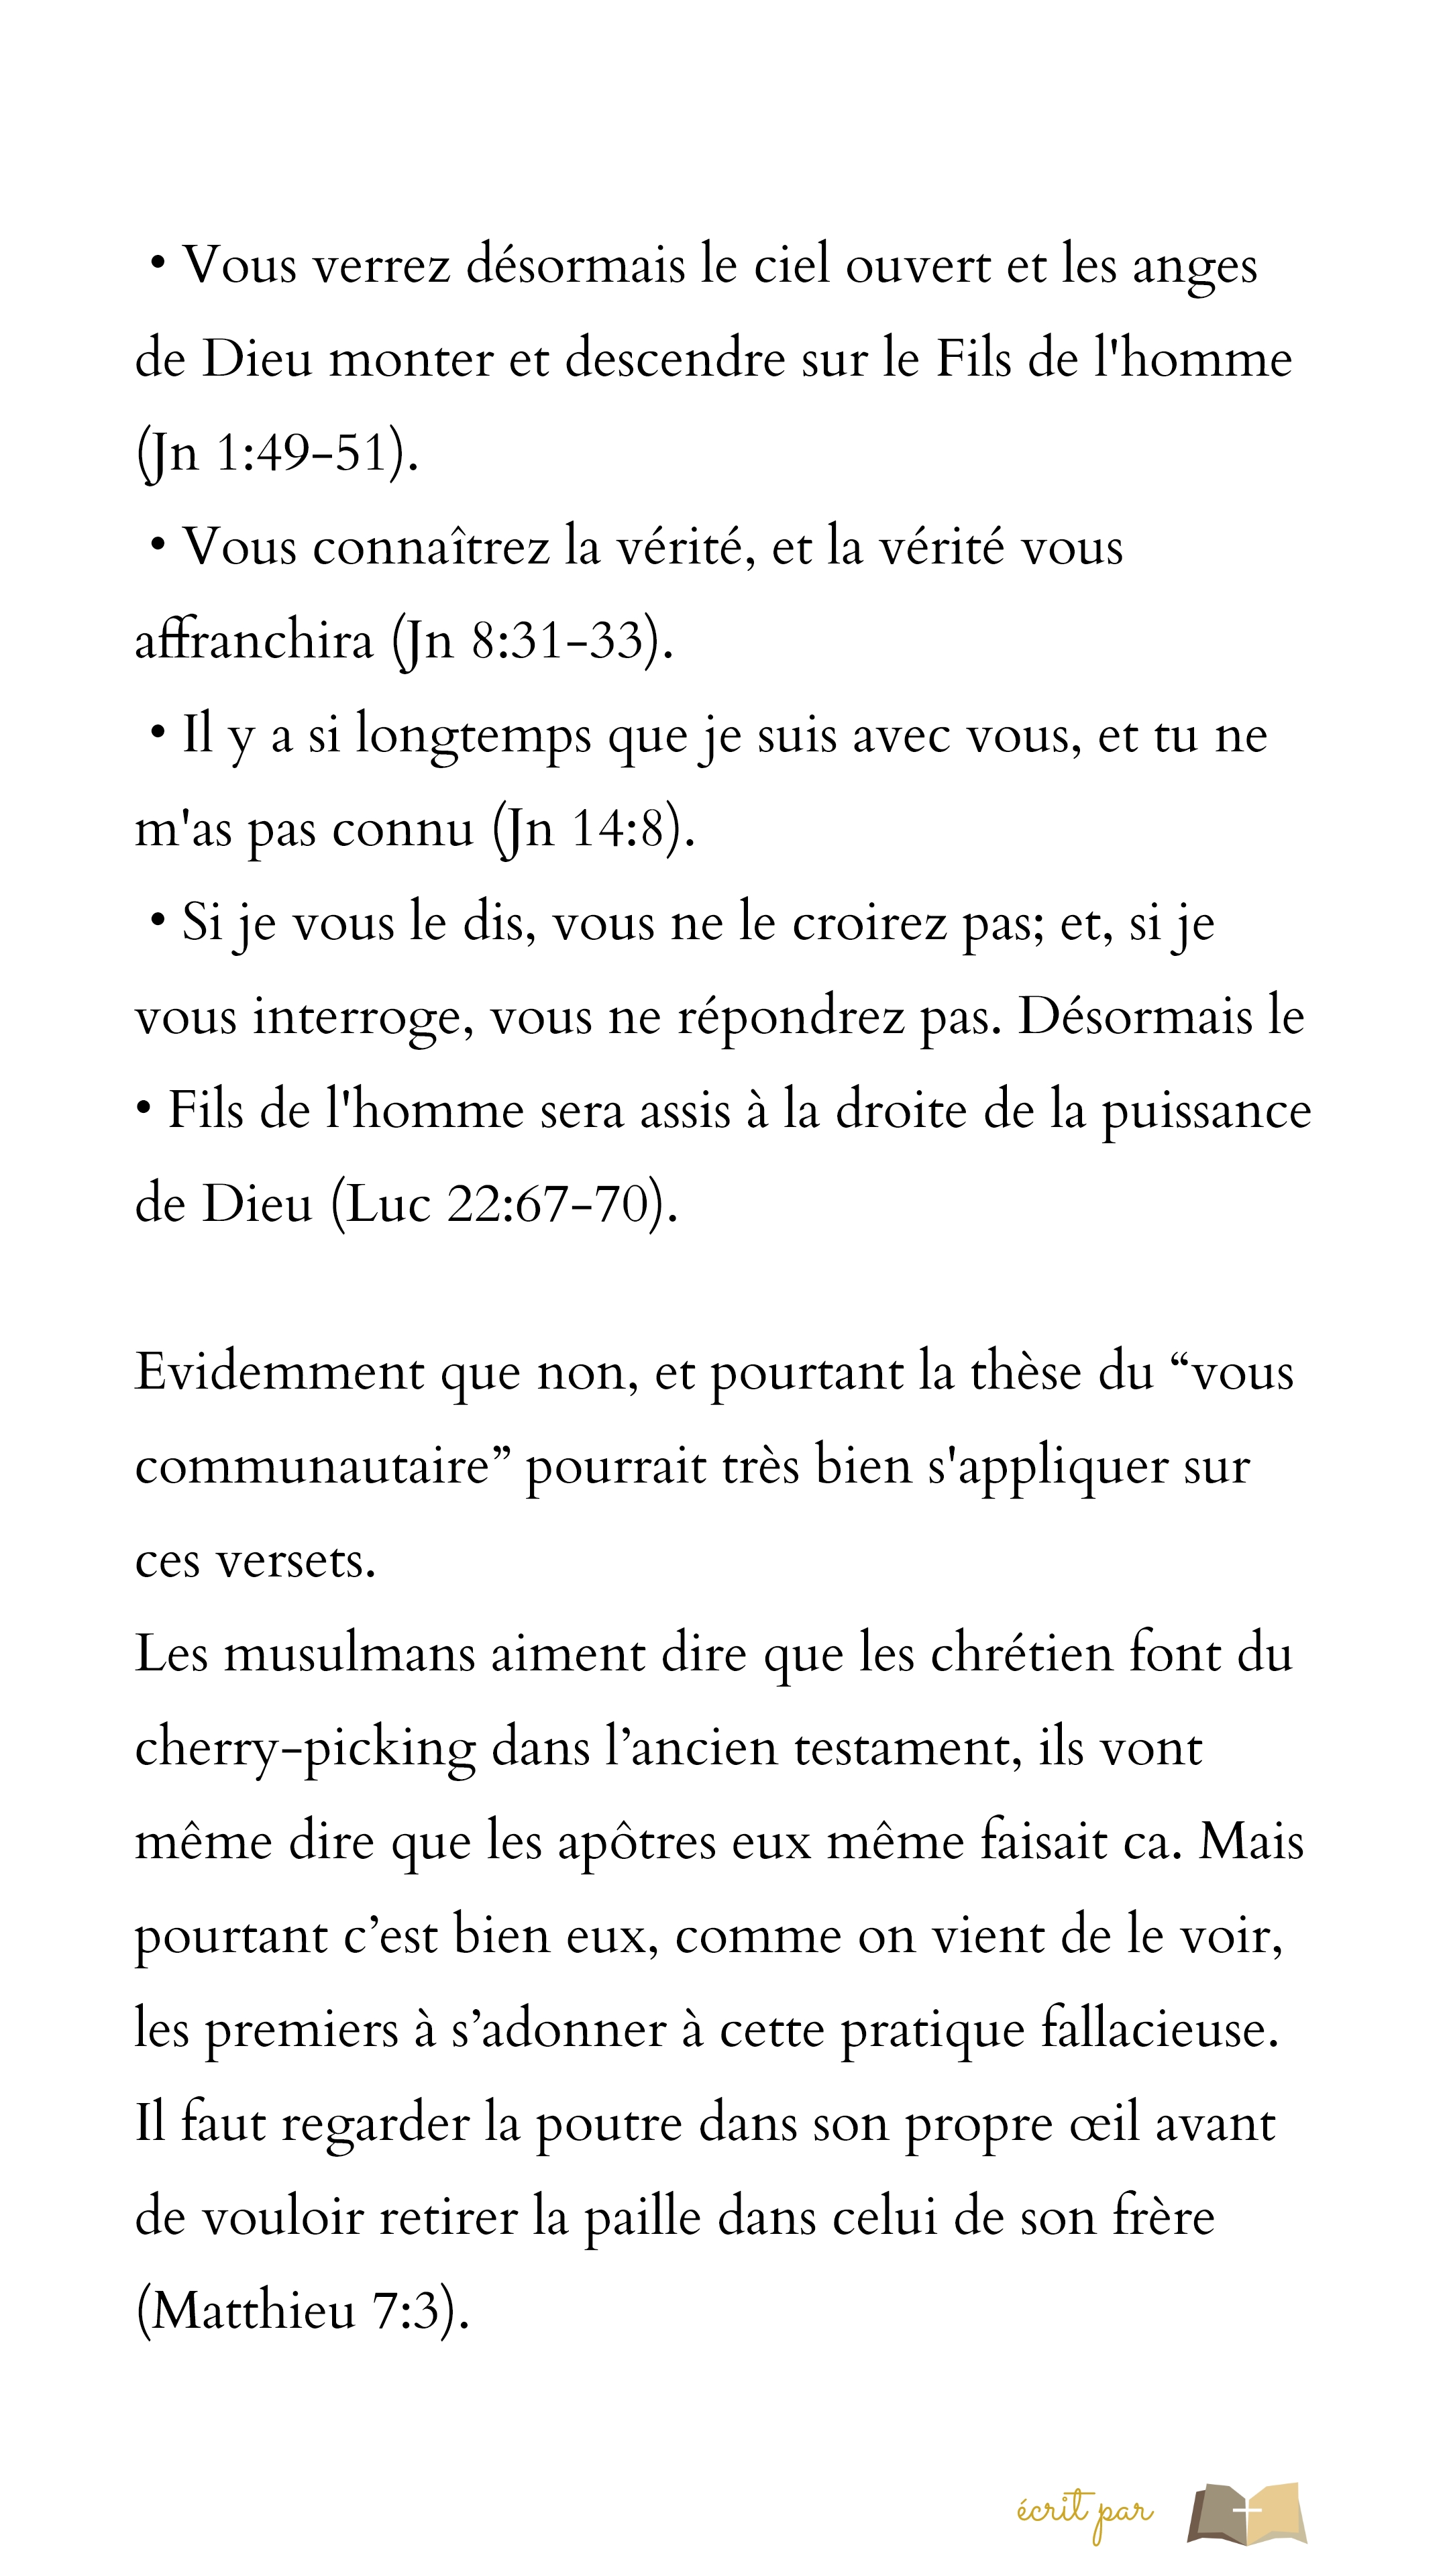 • Vous verrez désormais le ciel ouvert et les anges
de Dieu monter et descendre sur le Fils de l'homme
(Jn 1:49-51).
• Vous connaîtrez la vérité, et la vérité vous
affranchira (Jn 8:31-33).
• Il y a si longtemps que je suis avec vous, et tu ne
m'as pas connu (Jn 14:8).
• Si je vous le dis, vous ne le croirez pas; et, si je
vous interroge, vous ne répondrez pas. Désormais le
• Fils de l'homme sera assis à la droite de la puissance
de Dieu (Luc 22:67-70).
Evidemment que non, et pourtant la thèse du “vous
communautaire” pourrait très bien s'appliquer sur
ces versets.
Les musulmans aiment dire que les chrétien font du
cherry-picking dans l’ancien testament, ils vont
même dire que les apôtres eux même faisait ca. Mais
pourtant c’est bien eux, comme on vient de le voir,
les premiers à s’adonner à cette pratique fallacieuse.
Il faut regarder la poutre dans son propre œil avant
de vouloir retirer la paille dans celui de son frère
(Matthieu 7:3).
écrit par